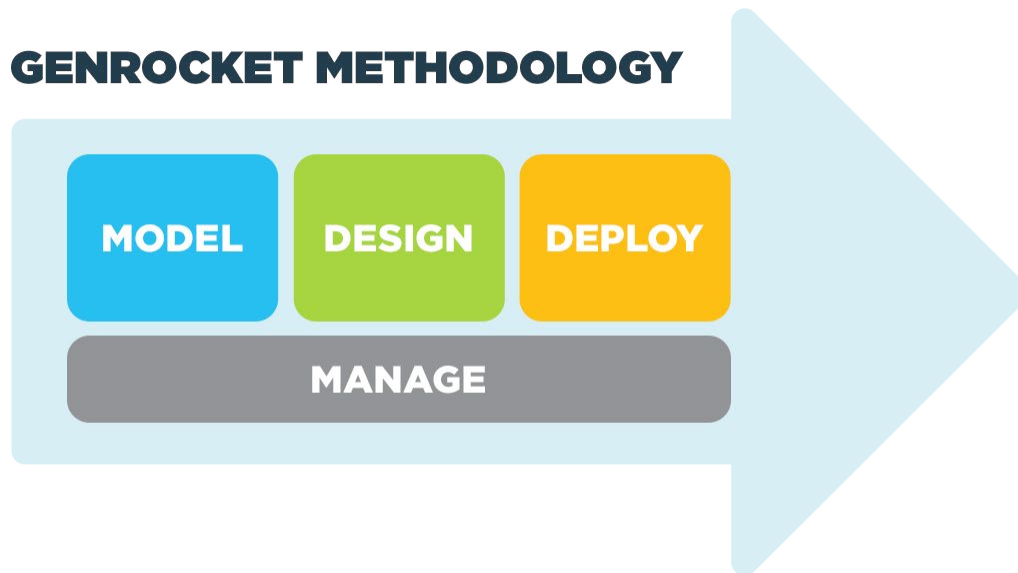 GENROCKET METHODOLOGY
MODEL
DESIGN
DEPLOY
MANAGE